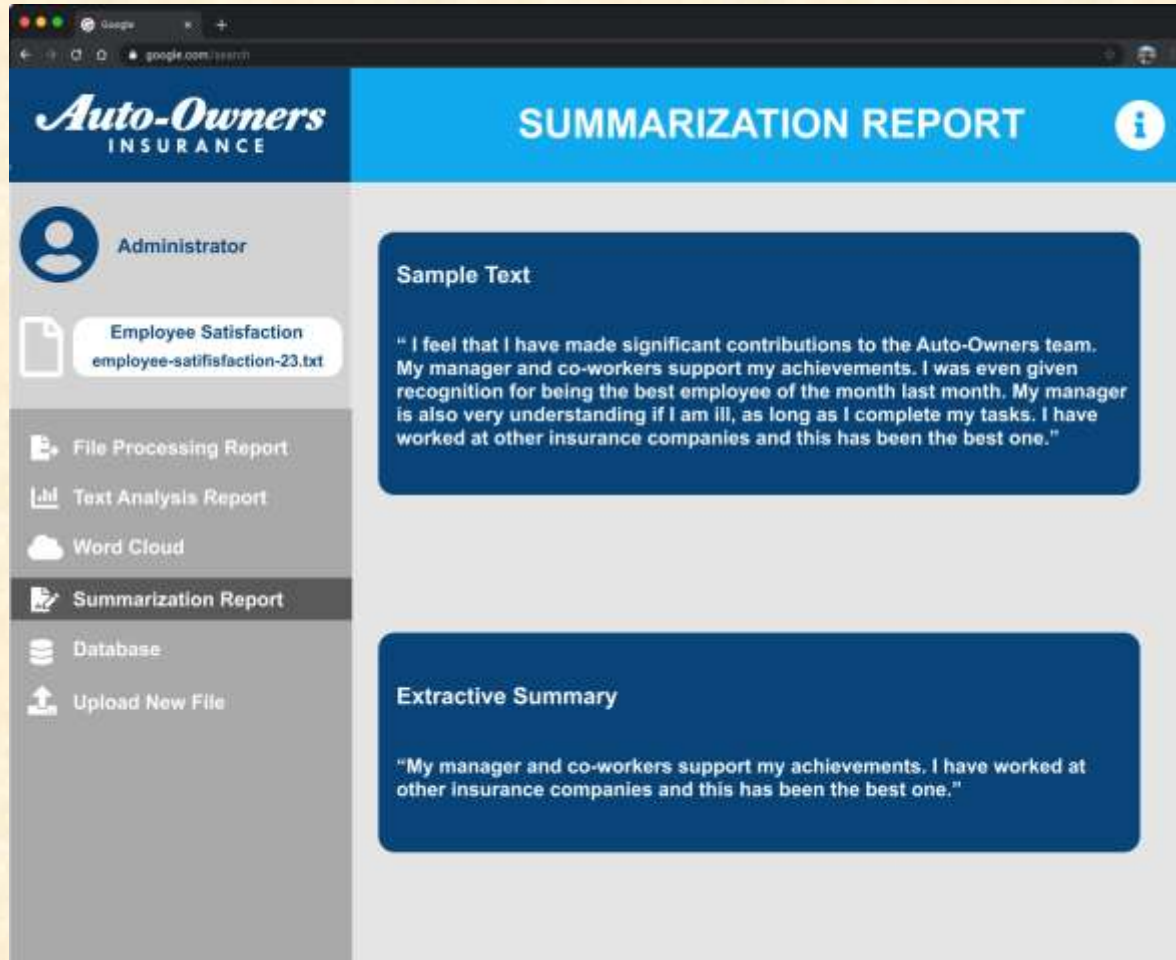 Google
google.com/search
Auto-Owners
INSURANCE
SUMMARIZATION REPORT
Administrator
Employee Satisfaction
employee-satifisfaction-23.txt
File Processing Report
Text Analysis Report
Word Cloud
Summarization Report
Database
Upload New File
Sample Text
“ I feel that I have made significant contributions to the Auto-Owners team.
My manager and co-workers support my achievements. I was even given
recognition for being the best employee of the month last month. My manager
is also very understanding if I am ill, as long as I complete my tasks. I have
worked at other insurance companies and this has been the best one.”
Extractive Summary
“My manager and co-workers support my achievements. I have worked at
other insurance companies and this has been the best one.”